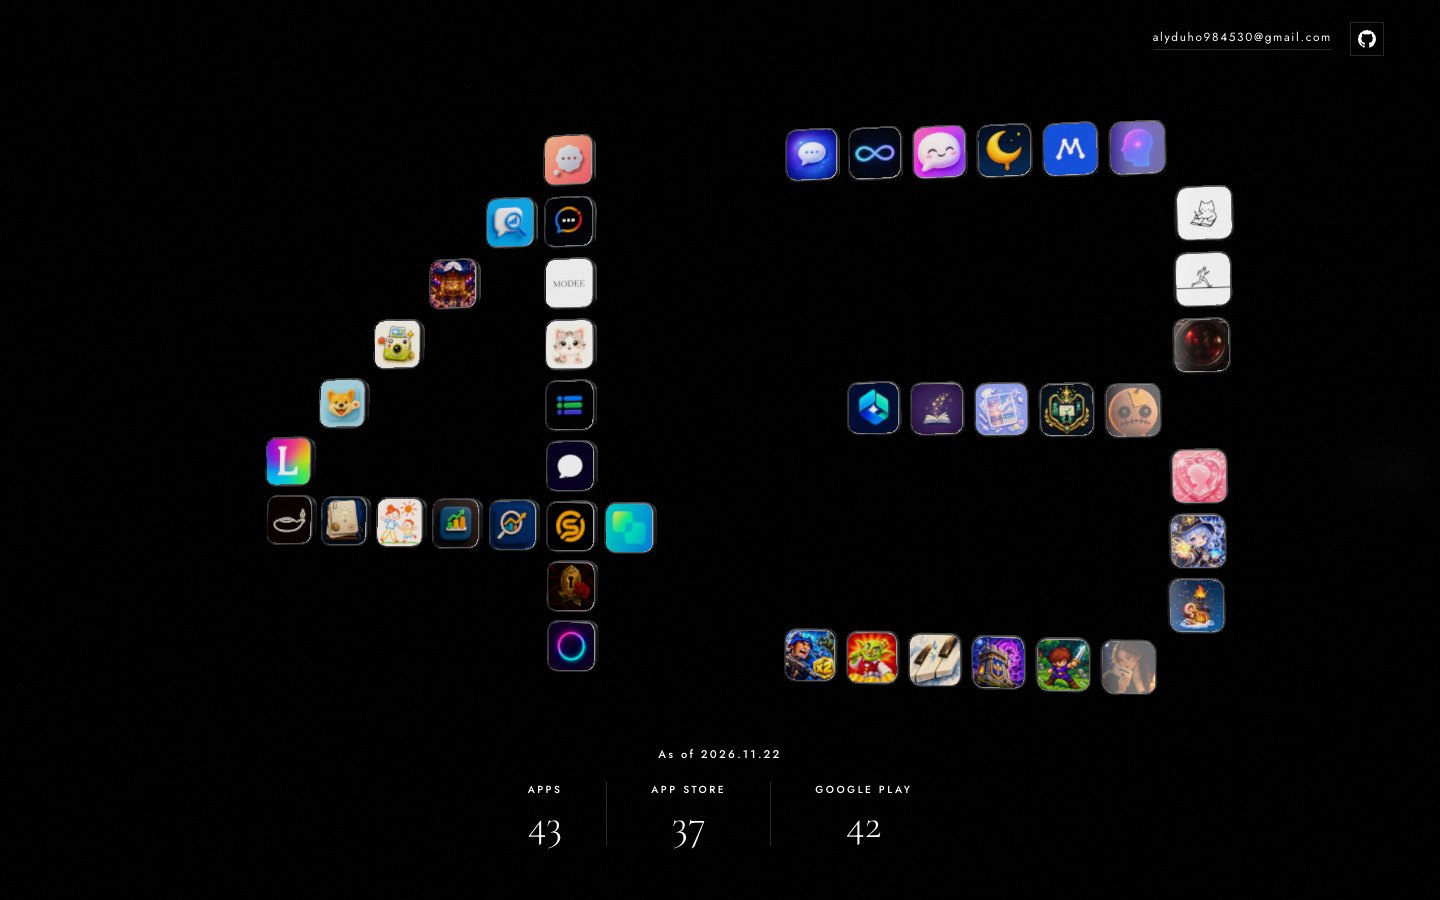 alyduho984530@gmail.com
MODEE
L
As of 2026.11.22
APPS
43
APP STORE
37
GOOGLE PLAY
42